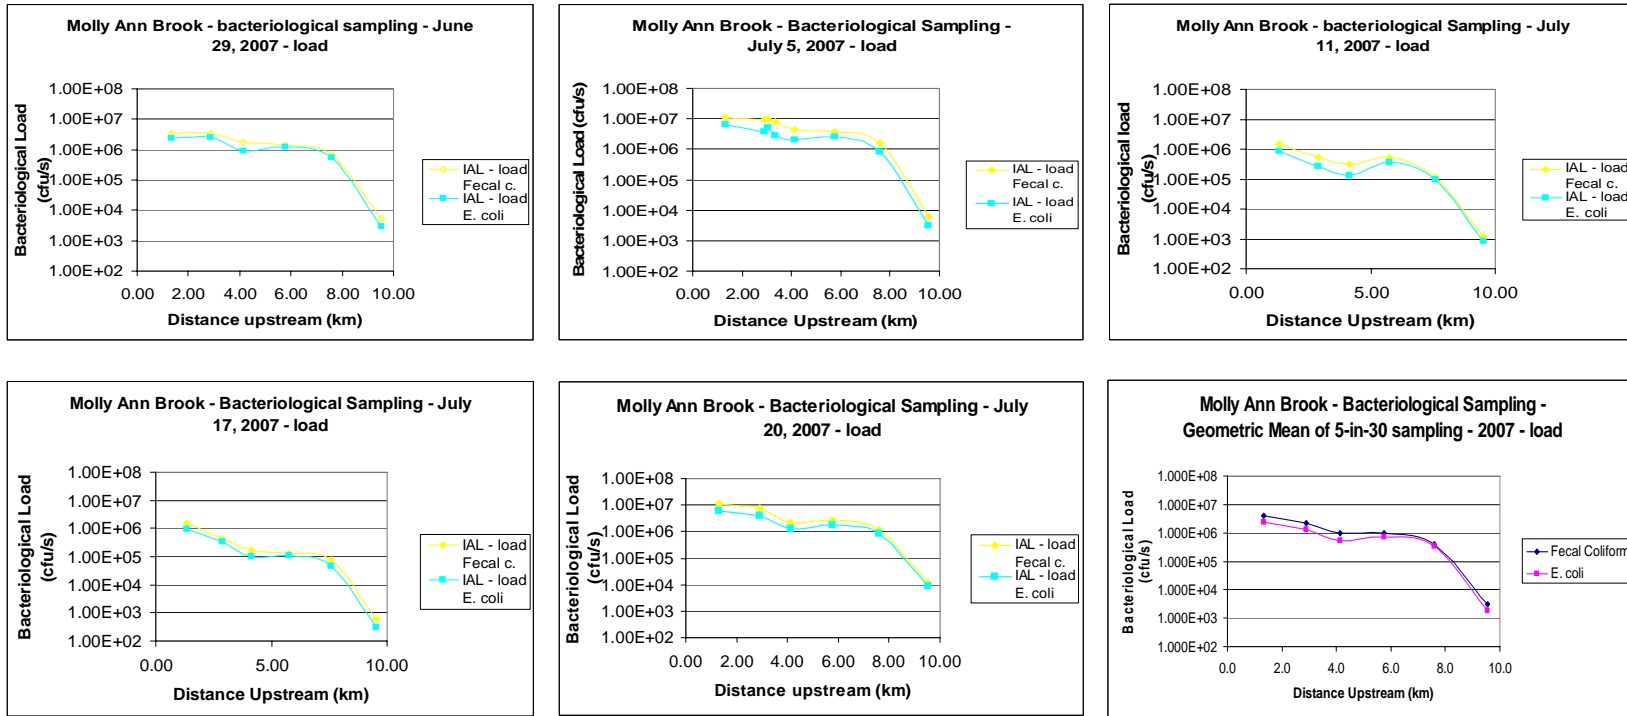 Molly Ann Brook - bacteriological sampling - June
29, 2007 - load
Bacteriological Load
(cfu/s)
1.00E+08
1.00E+07
1.00E+06
1.00E+05
1.00E+04
1.00E+03
1.00E+02
0.00 2.00 4.00 6.00 8.00 10.00
Distance upstream (km)
IAL - load
Fecal c.
IAL - load
E. coli
Molly Ann Brook - Bacteriological Sampling -
July 5, 2007 - load
Bacteriological Load (cfu/s)
1.00E+08
1.00E+07
1.00E+06
1.00E+05
1.00E+04
1.00E+03
1.00E+02
0.00 2.00 4.00 6.00 8.00 10.00
Distance Upstream (km)
IAL - load
Fecal c.
IAL - load
E. coli
Molly Ann Brook - bacteriological Sampling - July
11, 2007 - load
Bacteriological load
(cfu/s)
1.00E+08
1.00E+07
1.00E+06
1.00E+05
1.00E+04
1.00E+03
1.00E+02
0.00 5.00 10.00
Distance Upstream (km)
IAL - load
Fecal c.
IAL - load
E. coli
Molly Ann Brook - Bacteriological Sampling - July
17, 2007 - load
Bacteriological Load
(cfu/s)
1.00E+08
1.00E+07
1.00E+06
1.00E+05
1.00E+04
1.00E+03
1.00E+02
0.00 5.00 10.00
Distance Upstream (km)
IAL - load
Fecal c.
IAL - load
E. coli
Molly Ann Brook - Bacteriological Sampling - July
20, 2007 - load
Bacteriological Load
(cfu/s)
1.00E+08
1.00E+07
1.00E+06
1.00E+05
1.00E+04
1.00E+03
1.00E+02
0.00 2.00 4.00 6.00 8.00 10.00
Distance upstream (km)
IAL - load
Fecal c.
IAL - load
E. coli
Molly Ann Brook - Bacteriological Sampling -
Geometric Mean of 5-in-30 sampling - 2007 - load
Bacteriological Load
(cfu/s)
1.000E+08
1.000E+07
1.000E+06
1.000E+05
1.000E+04
1.000E+03
1.000E+02
0.0 2.0 4.0 6.0 8.0 10.0
Distance Upstream (km)
Fecal Coliform
E. coli